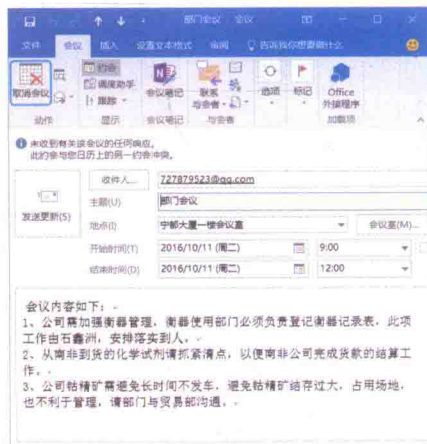 部门会议 - 会议
文件 会议 插入 设置文本格式 审阅 告诉我你想要做什么
取消会议 约会 调度助手 跟踪 会议笔记 联系与会者 选项 标记 Office 外接程序
动作 显示 会议笔记 与会者 加载项
未收到有关该会议的任何响应。
此约会与您日历上的另一约会冲突。
发送更新(S)
收件人... 727879523@qq.com
主题(U) 部门会议
地点(I) 宁都大厦一楼会议室 会议室(M)...
开始时间(T) 2016/10/11 (周二) 9:00
结束时间(D) 2016/10/11 (周二) 12:00
会议内容如下：
1、公司需加强衡器管理，衡器使用部门必须负责登记衡器记录表，此项
工作由石鑫洲，安排落实到人。
2、从南非到货的化学试剂请抓紧清点，以便南非公司完成货款的结算工
作。
3、公司钴精矿需避免长时间不发车，避免钴精矿结存过大，占用场地，
也不利于管理，请部门与贸易部沟通。